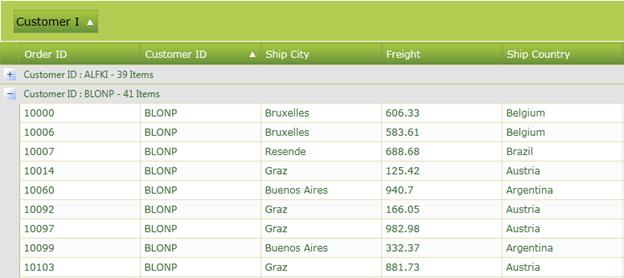 Customer I
Order ID Customer ID Ship City Freight Ship Country
Customer ID : ALFKI - 39 Items
Customer ID : BLONP - 41 Items
10000 BLONP Bruxelles 606.33 Belgium
10006 BLONP Bruxelles 583.61 Belgium
10007 BLONP Resende 688.68 Brazil
10014 BLONP Graz 125.42 Austria
10060 BLONP Buenos Aires 940.7 Argentina
10092 BLONP Graz 166.05 Austria
10097 BLONP Graz 982.98 Austria
10099 BLONP Buenos Aires 332.37 Argentina
10103 BLONP Graz 881.73 Austria